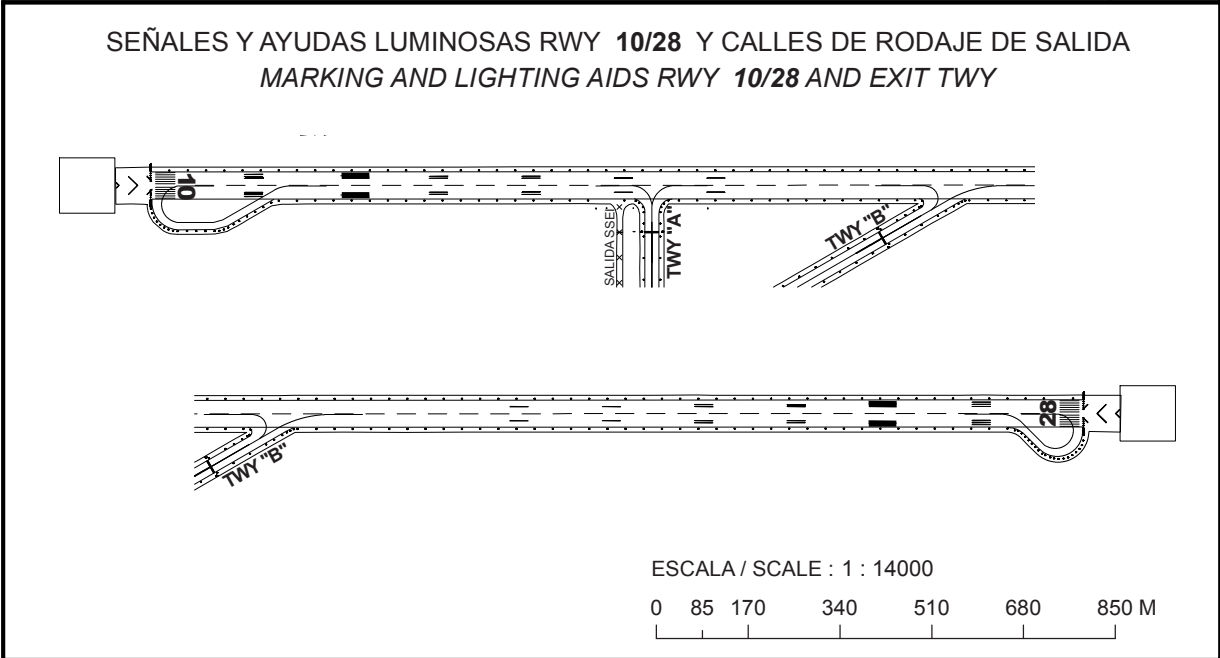 SEÑALES Y AYUDAS LUMINOSAS RWY 10/28 Y CALLES DE RODAJE DE SALIDA
MARKING AND LIGHTING AIDS RWY 10/28 AND EXIT TWY
10
SALIDA SSEI
TWY "A"
TWY "B"
28
TWY "B"
ESCALA / SCALE : 1 : 14000
0 85 170 340 510 680 850 M